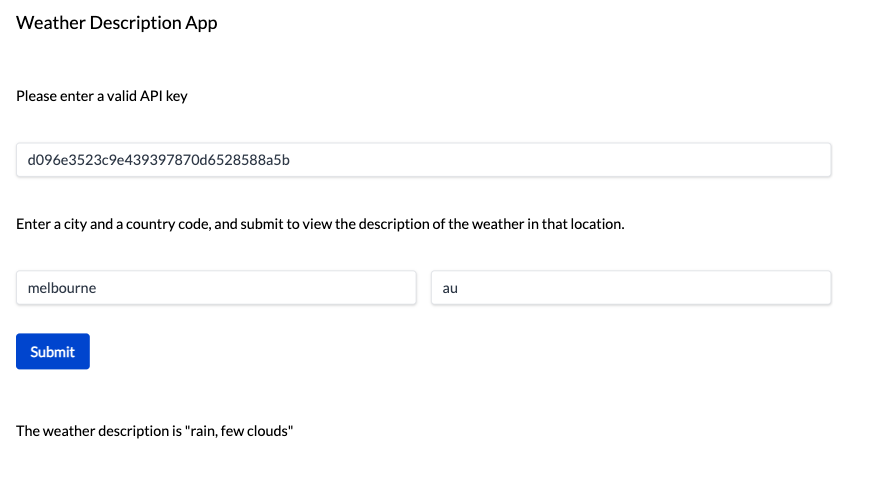 Weather Description App
Please enter a valid API key
d096e3523c9e439397870d6528588a5b
Enter a city and a country code, and submit to view the description of the weather in that location.
melbourne
au
Submit
The weather description is "rain, few clouds"